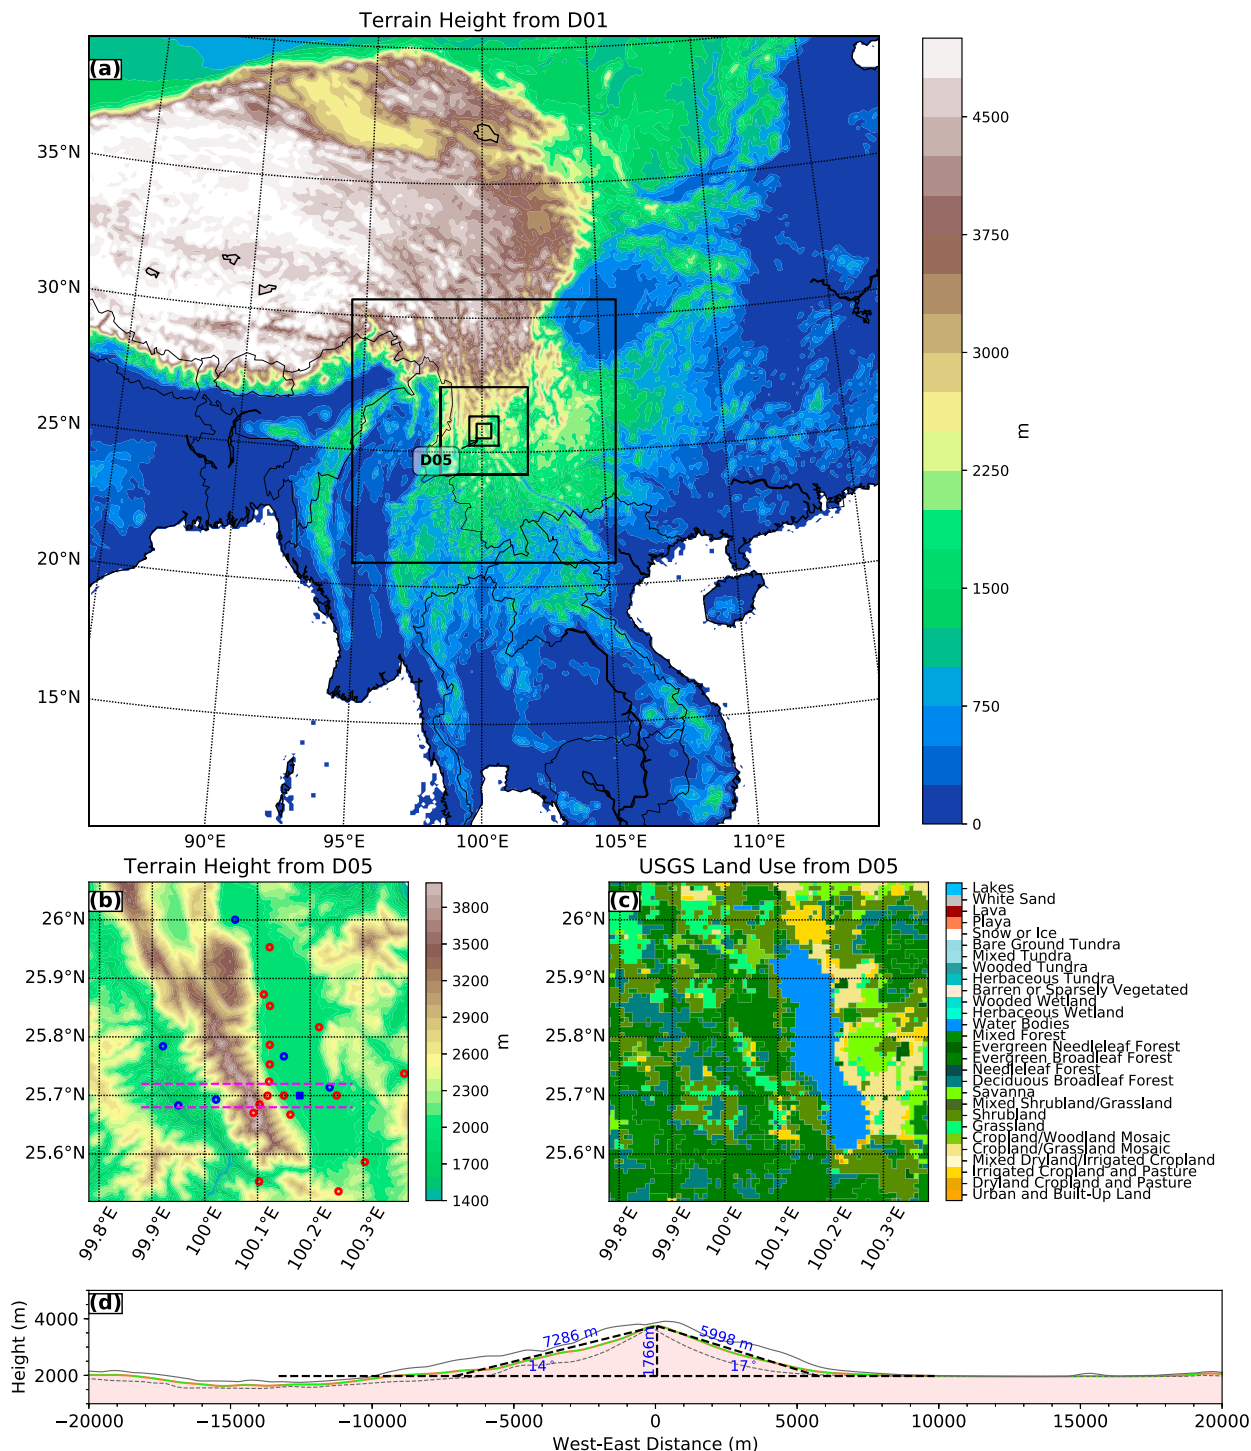 Terrain Height from D01
(a)
35°N
30°N
25°N
20°N
15°N
90°E
95°E
100°E
105°E
110°E
D05
4500
3750
3000
2250
1500
750
0
m
Terrain Height from D05
(b)
26°N
25.9°N
25.8°N
25.7°N
25.6°N
99.8°E
99.9°E
100°E
100.1°E
100.2°E
100.3°E
3800
3500
3200
2900
2600
2300
2000
1700
1400
m
USGS Land Use from D05
(c)
26°N
25.9°N
25.8°N
25.7°N
25.6°N
99.8°E
99.9°E
100°E
100.1°E
100.2°E
100.3°E
Lakes
White Sand
Lava
Playa
Snow or Ice
Bare Ground Tundra
Mixed Tundra
Wooded Tundra
Herbaceous Tundra
Barren or Sparsely Vegetated
Wooded Wetland
Herbaceous Wetland
Water Bodies
Mixed Forest
Evergreen Needleleaf Forest
Evergreen Broadleaf Forest
Needleleaf Forest
Deciduous Broadleaf Forest
Savanna
Mixed Shrubland/Grassland
Shrubland
Grassland
Cropland/Woodland Mosaic
Cropland/Grassland Mosaic
Mixed Dryland/Irrigated Cropland
Irrigated Cropland and Pasture
Dryland Cropland and Pasture
Urban and Built-Up Land
(d)
Height (m)
4000
2000
7286 m
5998 m
1766m
14°
17°
−20000
−15000
−10000
−5000
0
5000
10000
15000
20000
West-East Distance (m)